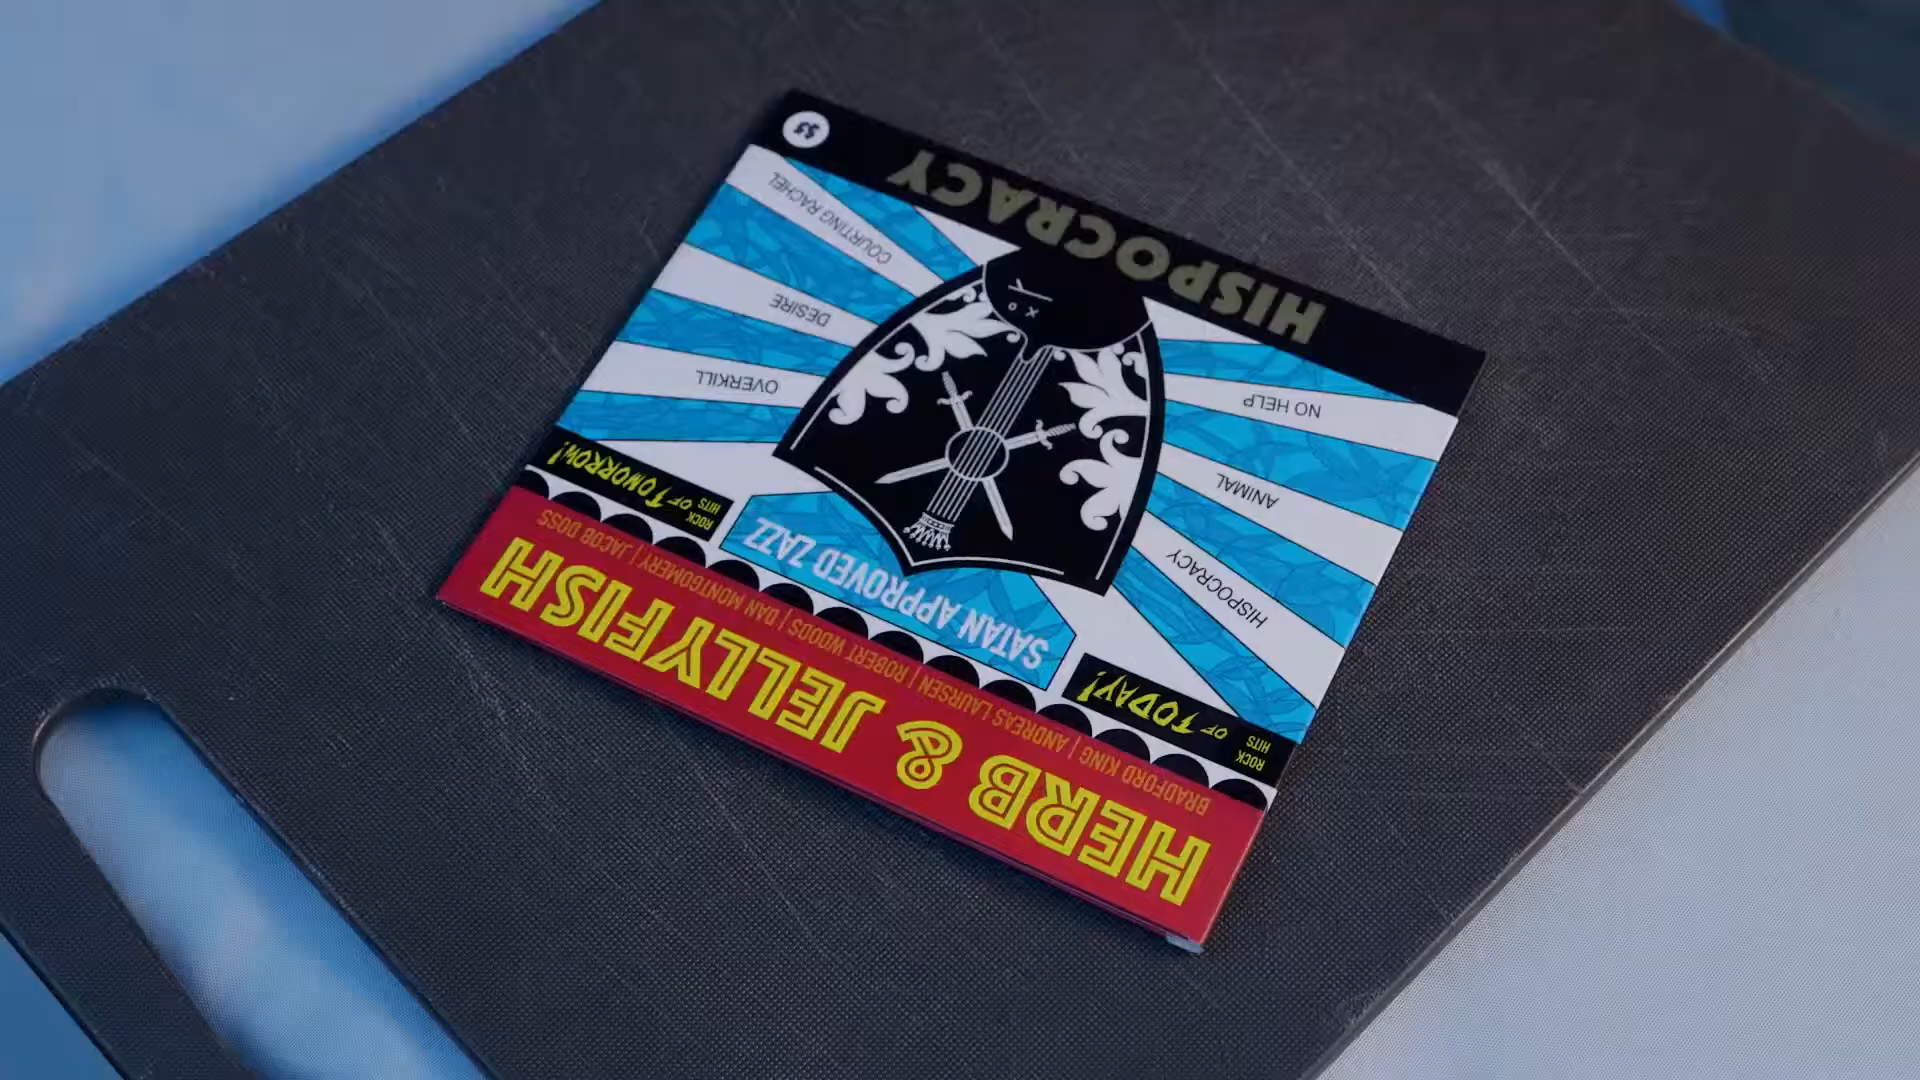 HERB & JELLYFISH
BRADFORD KING | ANDREAS LAURSEN | ROBERT WOODS | DAN MONTGOMERY | JACOB DOSS
ROCK
HITS OF TODAY!
ROCK
HITS OF TOMORROW!
SATAN APPROVED ZAZZ
HISPOCRACY
ANIMAL
NO HELP
OVERKILL
DESIRE
COURTING RACHEL
HISPOCRACY
$5